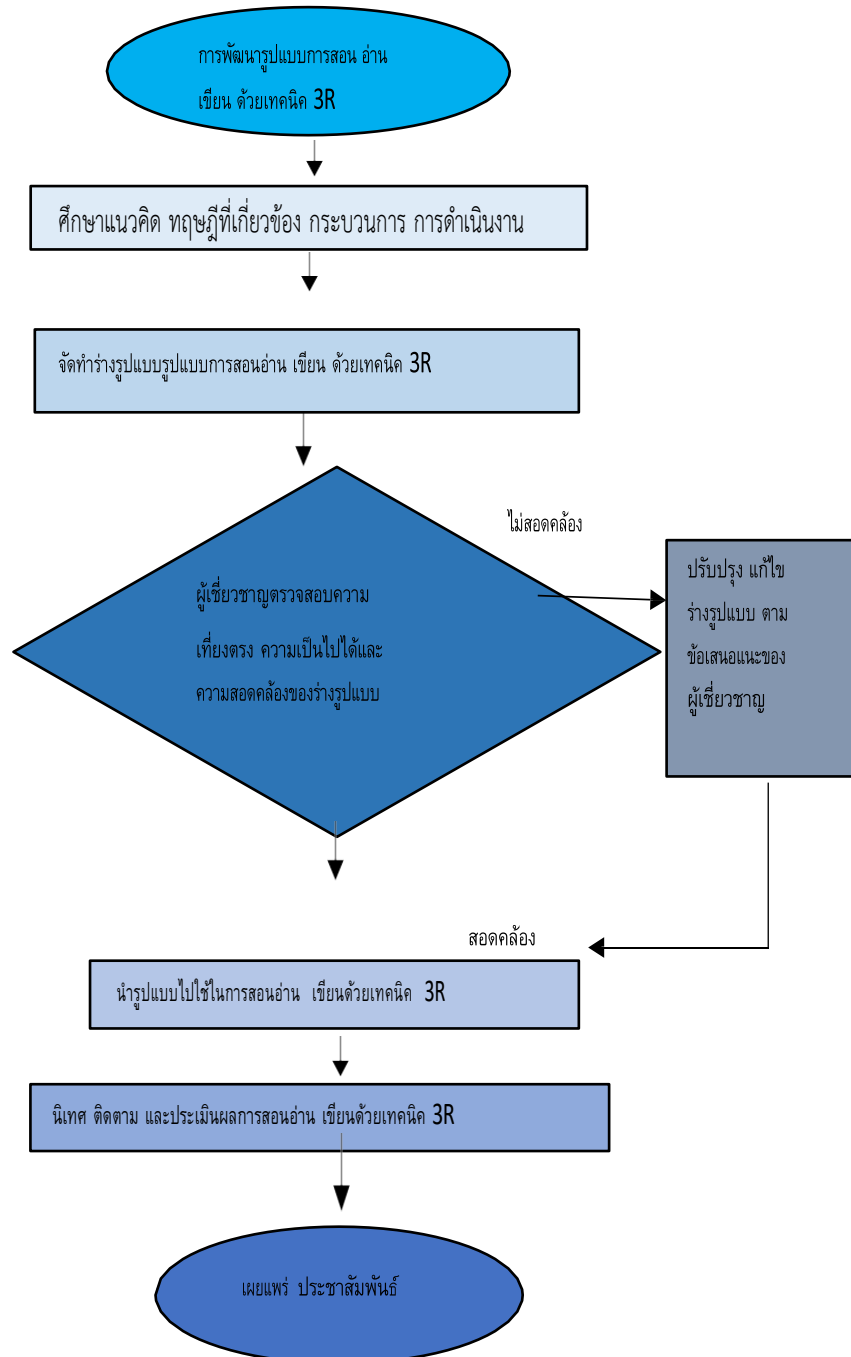 การพัฒนารูปแบบการสอน อ่าน
เขียน ด้วยเทคนิค 3R
ศึกษาแนวคิด ทฤษฎีที่เกี่ยวข้อง กระบวนการ การดำเนินงาน
จัดทำร่างรูปแบบรูปแบบการสอนอ่าน เขียน ด้วยเทคนิค 3R
ไม่สอดคล้อง
ผู้เชี่ยวชาญตรวจสอบความ
เที่ยงตรง ความเป็นไปได้และ
ความสอดคล้องของร่างรูปแบบ
ปรับปรุง แก้ไข
ร่างรูปแบบ ตาม
ข้อเสนอแนะของ
ผู้เชี่ยวชาญ
สอดคล้อง
นำรูปแบบไปใช้ในการสอนอ่าน เขียนด้วยเทคนิค 3R
นิเทศ ติดตาม และประเมินผลการสอนอ่าน เขียนด้วยเทคนิค 3R
เผยแพร่ ประชาสัมพันธ์